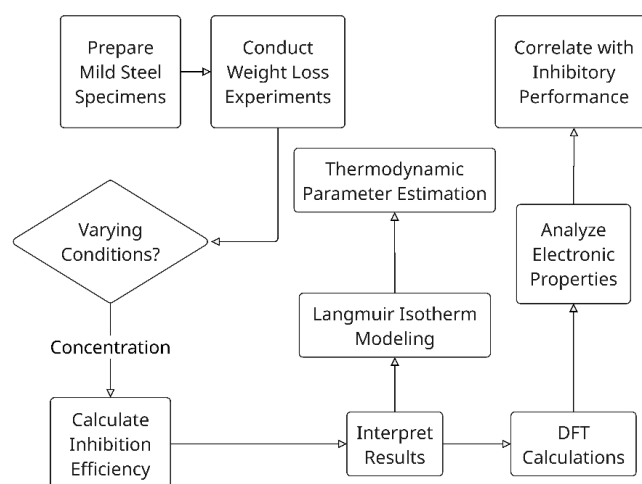 Prepare
Mild Steel
Specimens
Conduct
Weight Loss
Experiments
Correlate with
Inhibitory
Performance
Thermodynamic
Parameter Estimation
Varying
Conditions?
Analyze
Electronic
Properties
Langmuir Isotherm
Modeling
Concentration
Calculate
Inhibition
Efficiency
Interpret
Results
DFT
Calculations